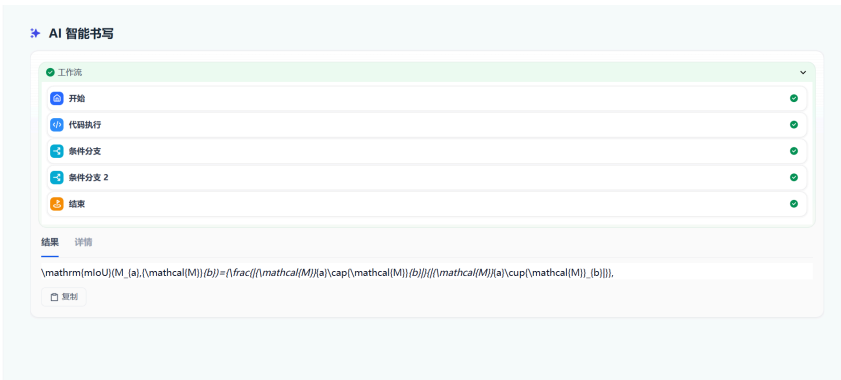 AI 智能书写
工作流
开始
代码执行
条件分支
条件分支 2
结束
结果 详情
\mathrm(mIoU)(M_(a),(\mathcal(M))(b))=(\frac(|(\mathcal(M))(a)\cap(\mathcal(M))(b)|)(|(\mathcal(M))(a)\cup(\mathcal(M))_(b)|)),
复制